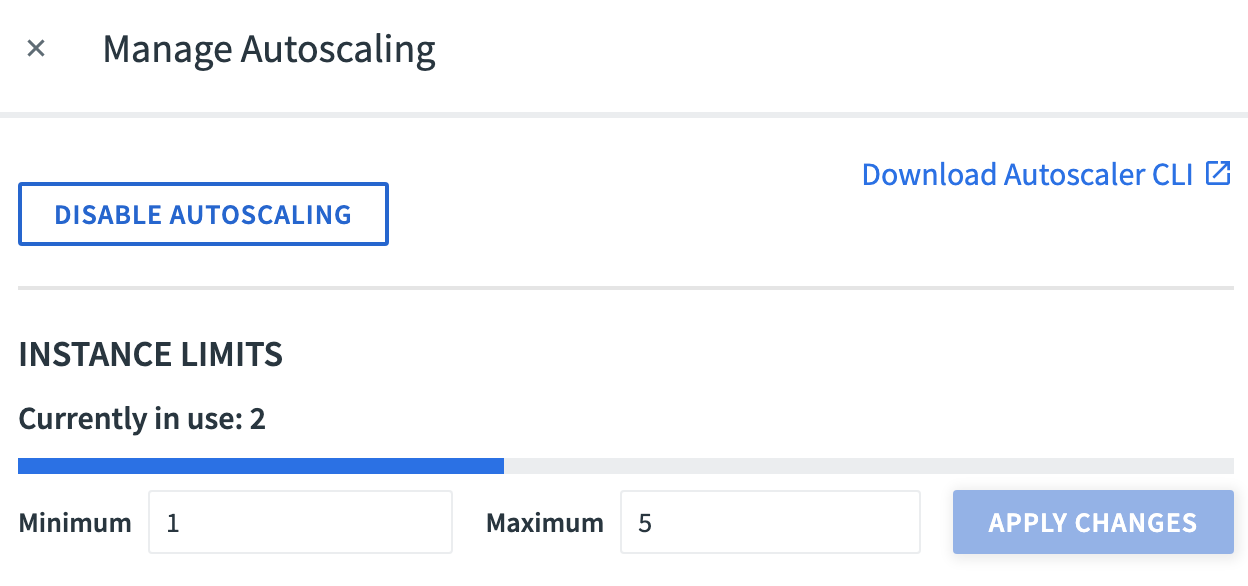 Manage Autoscaling
Download Autoscaler CLI
DISABLE AUTOSCALING
INSTANCE LIMITS
Currently in use: 2
Minimum 1 Maximum 5 APPLY CHANGES